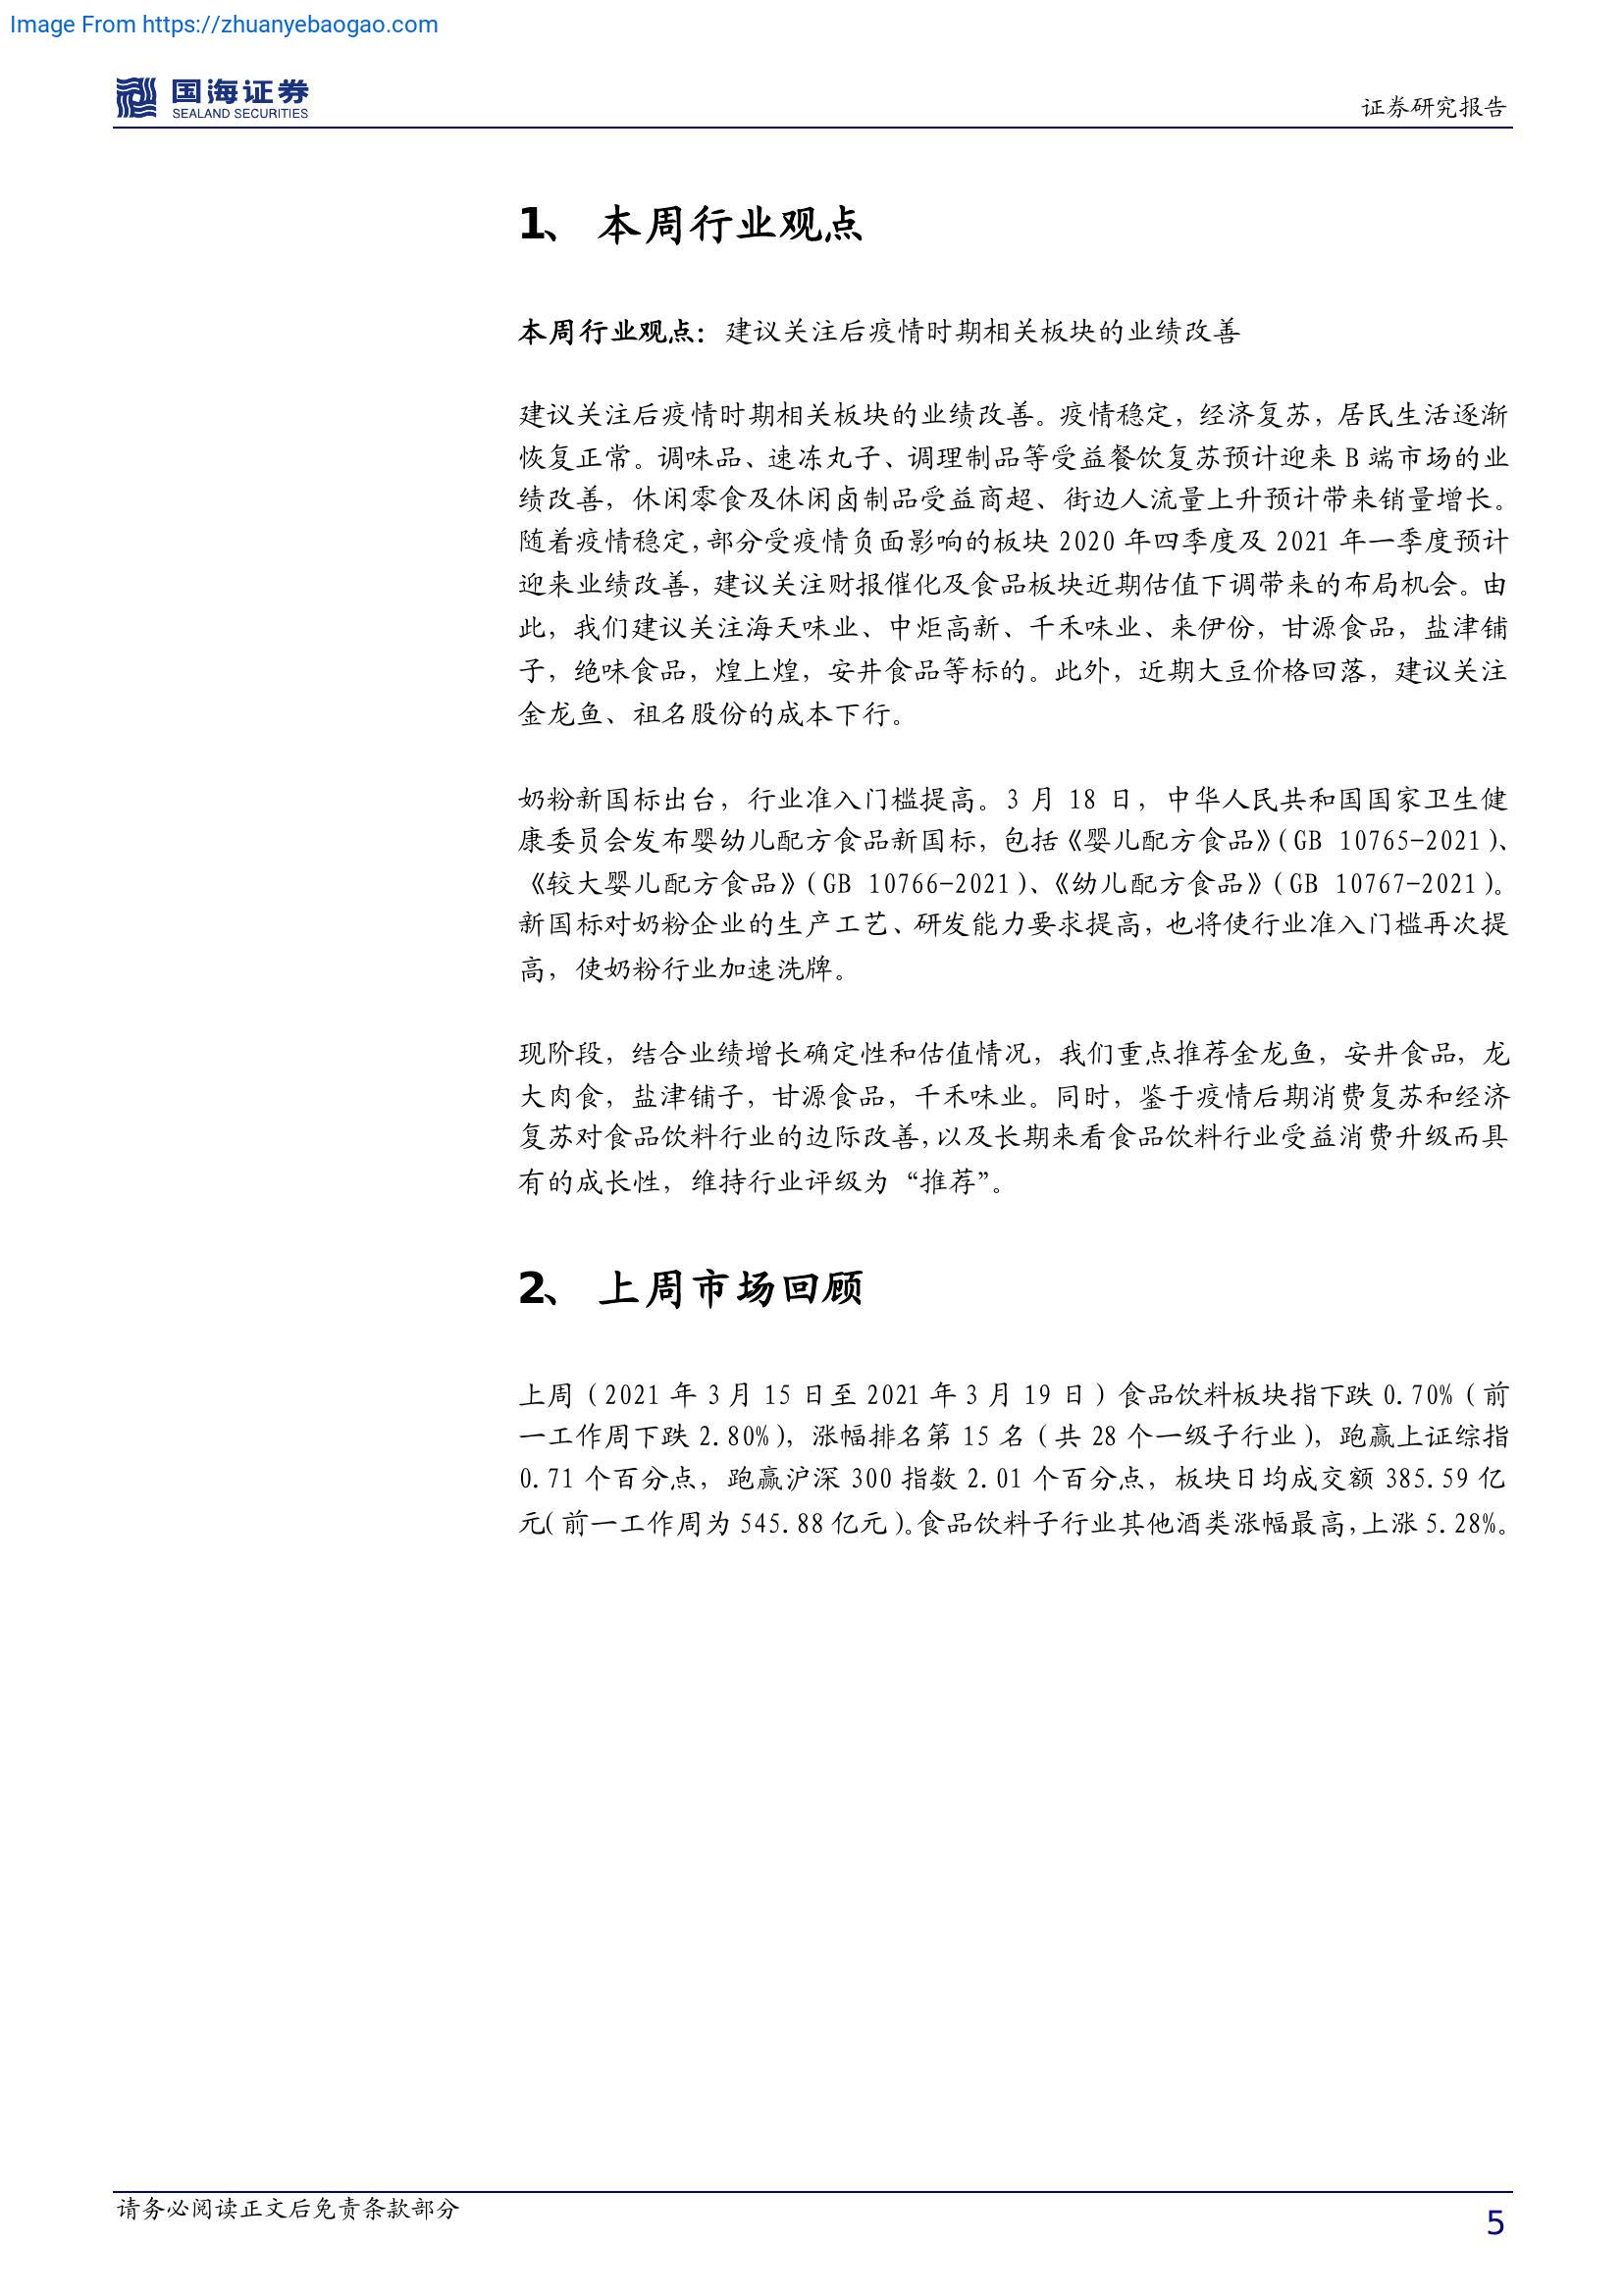 Image From https://zhuanyebaogao.com
国海证券
SEALAND SECURITIES
证券研究报告
1、 本周行业观点
本周行业观点：建议关注后疫情时期相关板块的业绩改善
建议关注后疫情时期相关板块的业绩改善。疫情稳定，经济复苏，居民生活逐渐
恢复正常。调味品、速冻丸子、调理制品等受益餐饮复苏预计迎来 B 端市场的业
绩改善，休闲零食及休闲卤制品受益商超、街边人流量上升预计带来销量增长。
随着疫情稳定，部分受疫情负面影响的板块 2020 年四季度及 2021 年一季度预计
迎来业绩改善，建议关注财报催化及食品板块近期估值下调带来的布局机会。由
此，我们建议关注海天味业、中炬高新、千禾味业、来伊份，甘源食品，盐津铺
子，绝味食品，煌上煌，安井食品等标的。此外，近期大豆价格回落，建议关注
金龙鱼、祖名股份的成本下行。
奶粉新国标出台，行业准入门槛提高。3 月 18 日，中华人民共和国国家卫生健
康委员会发布婴幼儿配方食品新国标，包括《婴儿配方食品》（GB 10765-2021）、
《较大婴儿配方食品》（GB 10766-2021）、《幼儿配方食品》（GB 10767-2021）。
新国标对奶粉企业的生产工艺、研发能力要求提高，也将使行业准入门槛再次提
高，使奶粉行业加速洗牌。
现阶段，结合业绩增长确定性和估值情况，我们重点推荐金龙鱼，安井食品，龙
大肉食，盐津铺子，甘源食品，千禾味业。同时，鉴于疫情后期消费复苏和经济
复苏对食品饮料行业的边际改善，以及长期来看食品饮料行业受益消费升级而具
有的成长性，维持行业评级为“推荐”。
2、 上周市场回顾
上周（2021 年 3 月 15 日至 2021 年 3 月 19 日）食品饮料板块指下跌 0.70%（前
一工作周下跌 2.80%），涨幅排名第 15 名（共 28 个一级子行业），跑赢上证综指
0.71 个百分点，跑赢沪深 300 指数 2.01 个百分点，板块日均成交额 385.59 亿
元（前一工作周为 545.88 亿元）。食品饮料子行业其他酒类涨幅最高，上涨 5.28%。
请务必阅读正文后免责条款部分
5